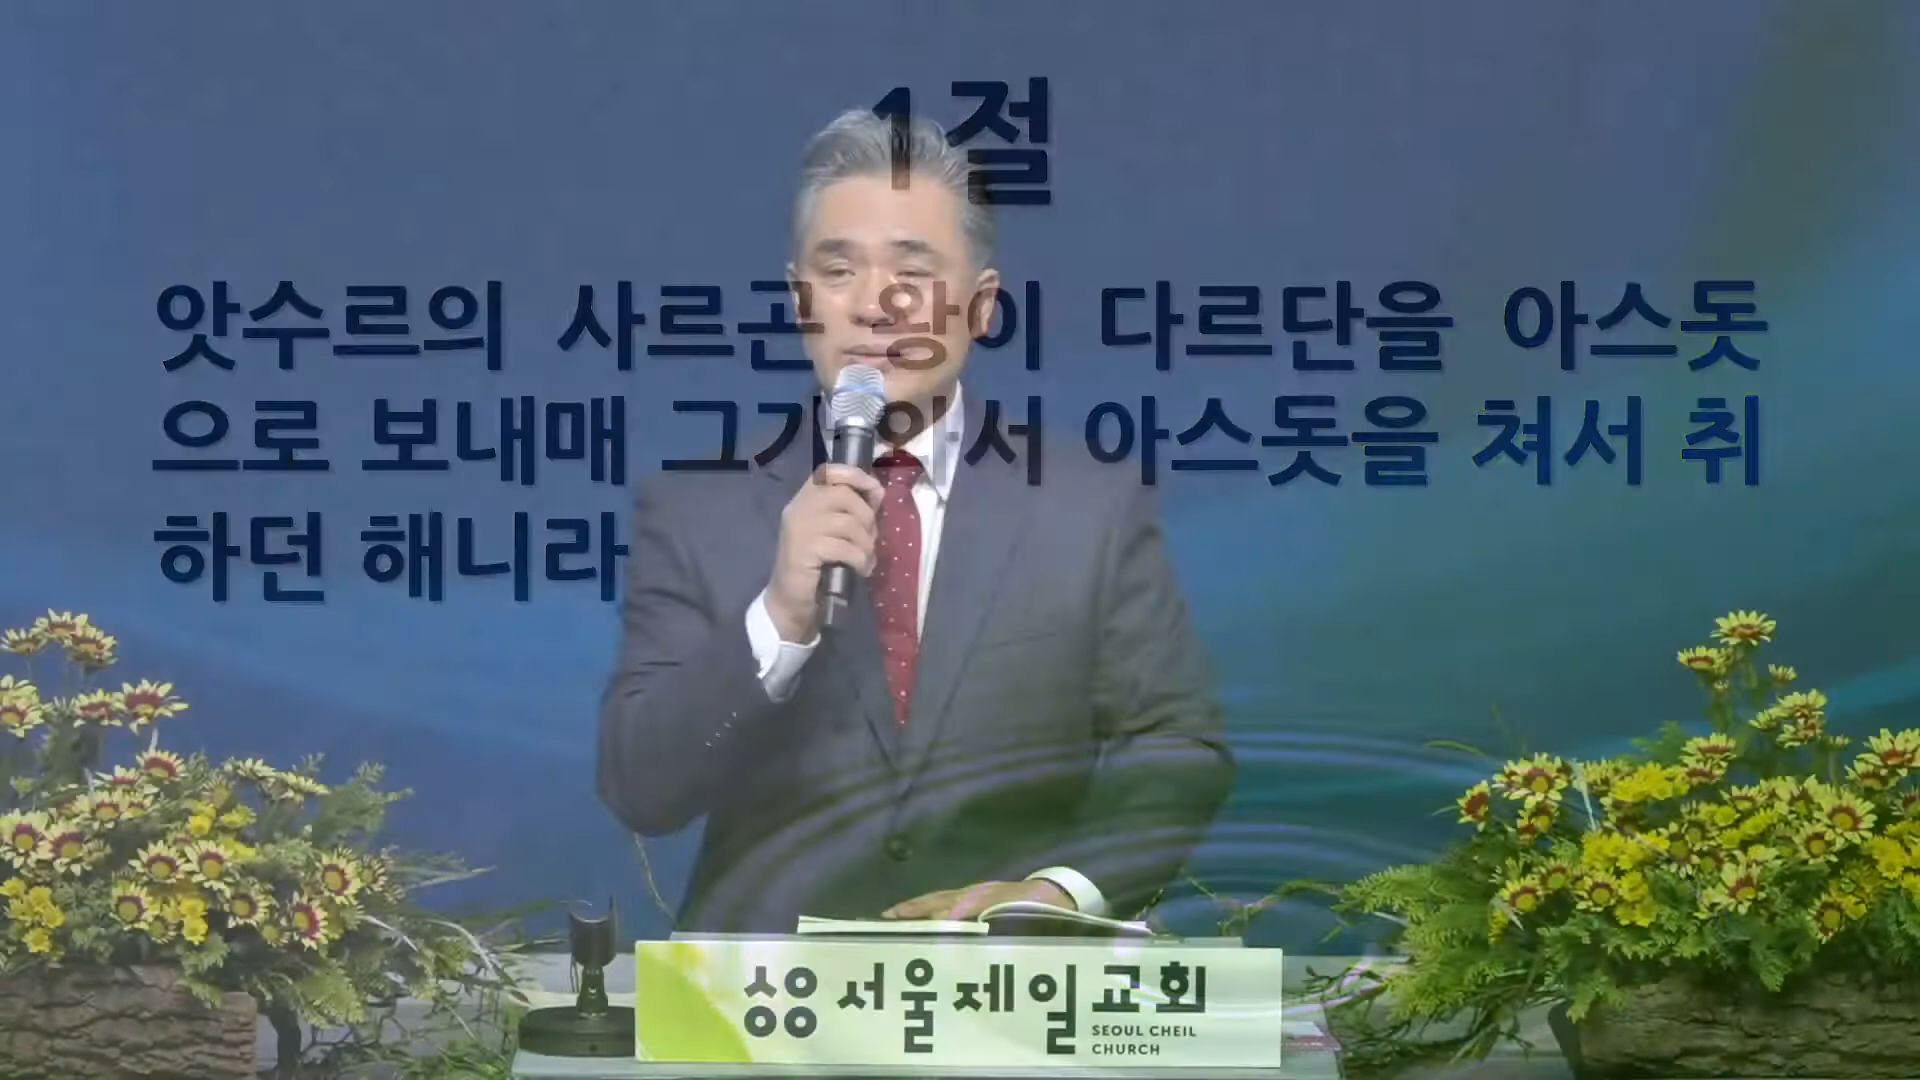 1절
앗수르의 사르곤 왕이 다르단을 아스돗
으로 보내매 그가 와서 아스돗을 쳐서 취
하던 해니라
서울제일교회
SEOUL CHEIL
CHURCH